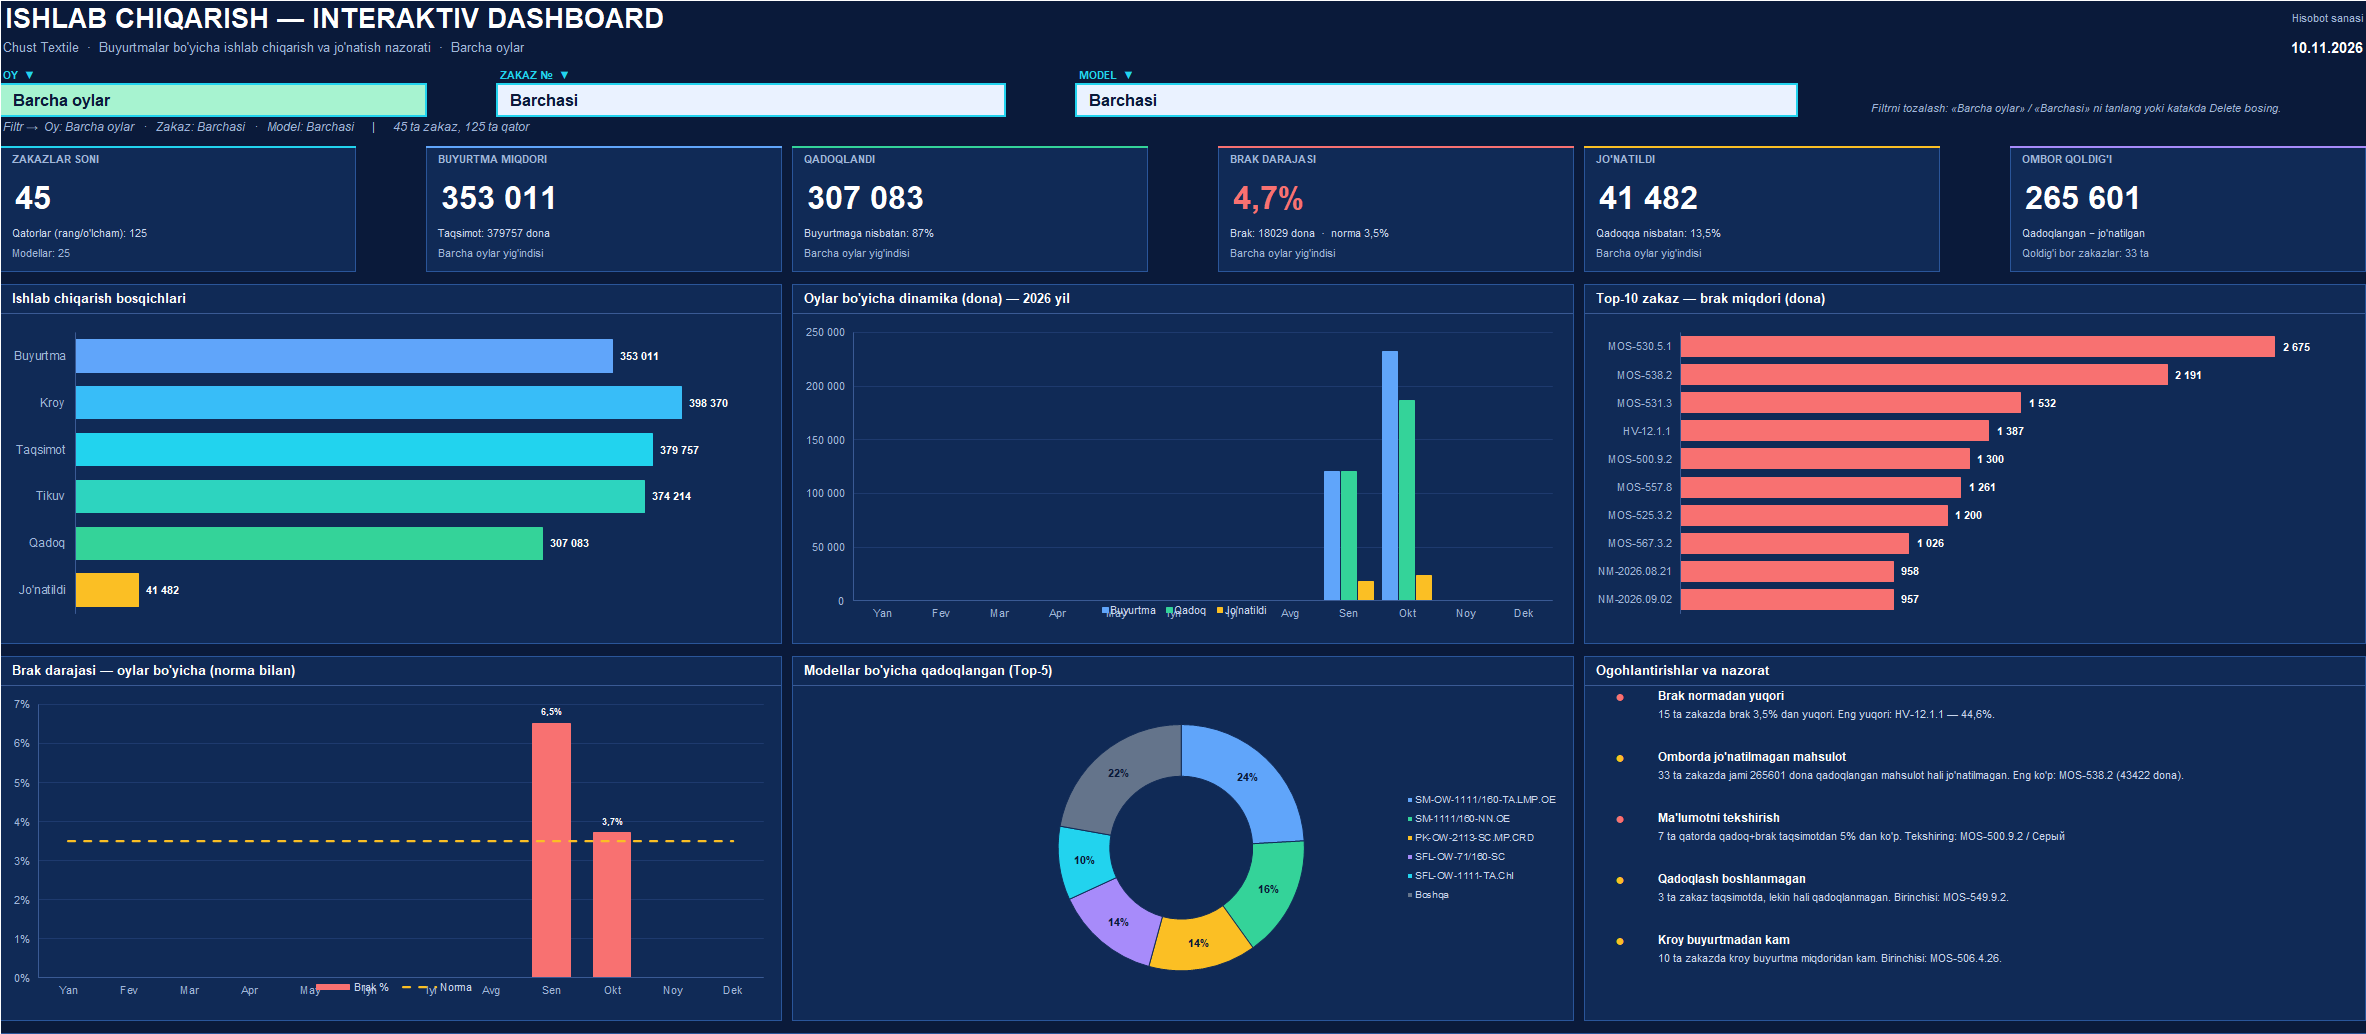 ISHLAB CHIQARISH — INTERAKTIV DASHBOARD
Hisobot sanasi
Chust Textile · Buyurtmalar bo'yicha ishlab chiqarish va jo'natish nazorati · Barcha oylar
10.11.2026
OY ▼
ZAKAZ № ▼
MODEL ▼
Barcha oylar
Barchasi
Barchasi
Filtrni tozalash: «Barcha oylar» / «Barchasi» ni tanlang yoki katakda Delete bosing.
Filtr → Oy: Barcha oylar · Zakaz: Barchasi · Model: Barchasi | 45 ta zakaz, 125 ta qator
ZAKAZLAR SONI
45
Qatorlar (rang/o'lcham): 125
Modellar: 25
BUYURTMA MIQDORI
353 011
Taqsimot: 379757 dona
Barcha oylar yig'indisi
QADOQLANDI
307 083
Buyurtmaga nisbatan: 87%
Barcha oylar yig'indisi
BRAK DARAJASI
4,7%
Brak: 18029 dona · norma 3,5%
Barcha oylar yig'indisi
JO'NATILDI
41 482
Qadoqqa nisbatan: 13,5%
Barcha oylar yig'indisi
OMBOR QOLDIG'I
265 601
Qadoqlangan − jo'natilgan
Qoldig'i bor zakazlar: 33 ta
Ishlab chiqarish bosqichlari
Buyurtma 353 011
Kroy 398 370
Taqsimot 379 757
Tikuv 374 214
Qadoq 307 083
Jo'natildi 41 482
Oylar bo'yicha dinamika (dona) — 2026 yil
250 000
200 000
150 000
100 000
50 000
0
Buyurtma Qadoq Jo'natildi
Yan Fev Mar Apr May Iyn Iyl Avg Sen Okt Noy Dek
Top-10 zakaz — brak miqdori (dona)
MOS-530.5.1 2 675
MOS-538.2 2 191
MOS-531.3 1 532
HV-12.1.1 1 387
MOS-500.9.2 1 300
MOS-557.8 1 261
MOS-525.3.2 1 200
MOS-567.3.2 1 026
NM-2026.08.21 958
NM-2026.09.02 957
Brak darajasi — oylar bo'yicha (norma bilan)
7%
6%
5%
4%
3%
2%
1%
0%
6,5%
3,7%
Brak % Norma
Yan Fev Mar Apr May Iyn Iyl Avg Sen Okt Noy Dek
Modellar bo'yicha qadoqlangan (Top-5)
24%
16%
14%
14%
10%
22%
SM-OW-1111/160-TA.LMP.OE
SM-1111/160-NN.OE
PK-OW-2113-SC.MP.CRD
SFL-OW-71/160-SC
SFL-OW-1111-TA.Chl
Boshqa
Ogohlantirishlar va nazorat
Brak normadan yuqori
15 ta zakazda brak 3,5% dan yuqori. Eng yuqori: HV-12.1.1 — 44,6%.
Omborda jo'natilmagan mahsulot
33 ta zakazda jami 265601 dona qadoqlangan mahsulot hali jo'natilmagan. Eng ko'p: MOS-538.2 (43422 dona).
Ma'lumotni tekshirish
7 ta qatorda qadoq+brak taqsimotdan 5% dan ko'p. Tekshiring: MOS-500.9.2 / Серый
Qadoqlash boshlanmagan
3 ta zakaz taqsimotda, lekin hali qadoqlanmagan. Birinchisi: MOS-549.9.2.
Kroy buyurtmadan kam
10 ta zakazda kroy buyurtma miqdoridan kam. Birinchisi: MOS-506.4.26.